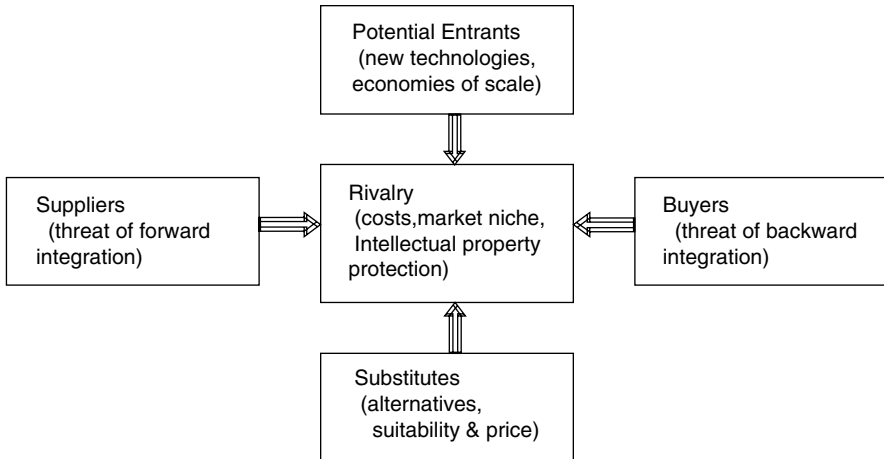 Potential Entrants
(new technologies,
economies of scale)
Suppliers
(threat of forward
integration)
Rivalry
(costs,market niche,
Intellectual property
protection)
Buyers
(threat of backward
integration)
Substitutes
(alternatives,
suitability & price)